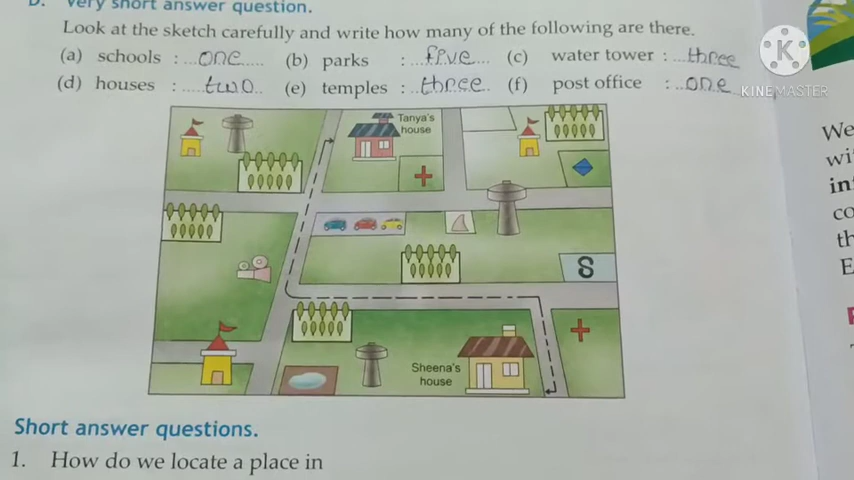 D. Very short answer question.
Look at the sketch carefully and write how many of the following are there.
(a) schools : ...one.... (b) parks : ...five.... (c) water tower : ...three
(d) houses : ......two.. (e) temples : ..three.. (f) post office : ..one
KINEMASTER
Tanya's
house
8
Sheena's
house
We
wi
in
co
th
E
Short answer questions.
1. How do we locate a place in